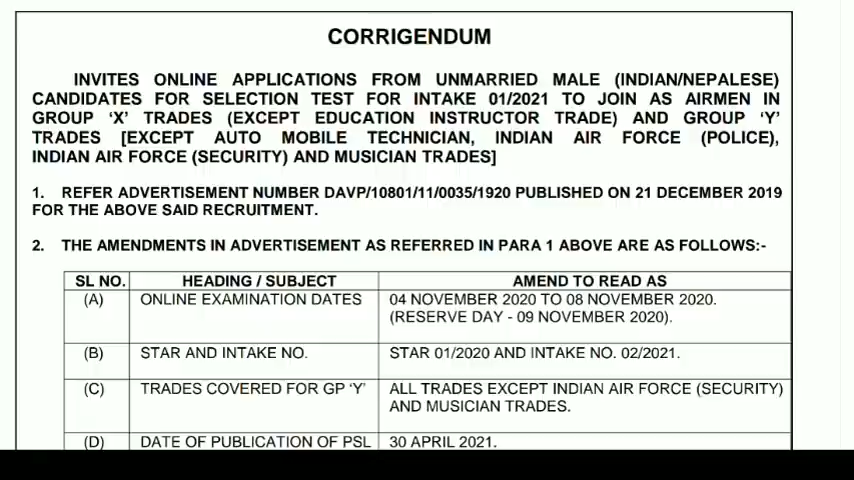 CORRIGENDUM
INVITES ONLINE APPLICATIONS FROM UNMARRIED MALE (INDIAN/NEPALESE)
CANDIDATES FOR SELECTION TEST FOR INTAKE 01/2021 TO JOIN AS AIRMEN IN
GROUP ‘X’ TRADES (EXCEPT EDUCATION INSTRUCTOR TRADE) AND GROUP ‘Y’
TRADES [EXCEPT AUTO MOBILE TECHNICIAN, INDIAN AIR FORCE (POLICE),
INDIAN AIR FORCE (SECURITY) AND MUSICIAN TRADES]
1. REFER ADVERTISEMENT NUMBER DAVP/10801/11/0035/1920 PUBLISHED ON 21 DECEMBER 2019
FOR THE ABOVE SAID RECRUITMENT.
2. THE AMENDMENTS IN ADVERTISEMENT AS REFERRED IN PARA 1 ABOVE ARE AS FOLLOWS:-
SL NO. HEADING / SUBJECT AMEND TO READ AS
(A) ONLINE EXAMINATION DATES 04 NOVEMBER 2020 TO 08 NOVEMBER 2020.
(RESERVE DAY - 09 NOVEMBER 2020).
(B) STAR AND INTAKE NO. STAR 01/2020 AND INTAKE NO. 02/2021.
(C) TRADES COVERED FOR GP ‘Y’ ALL TRADES EXCEPT INDIAN AIR FORCE (SECURITY)
AND MUSICIAN TRADES.
(D) DATE OF PUBLICATION OF PSL 30 APRIL 2021.